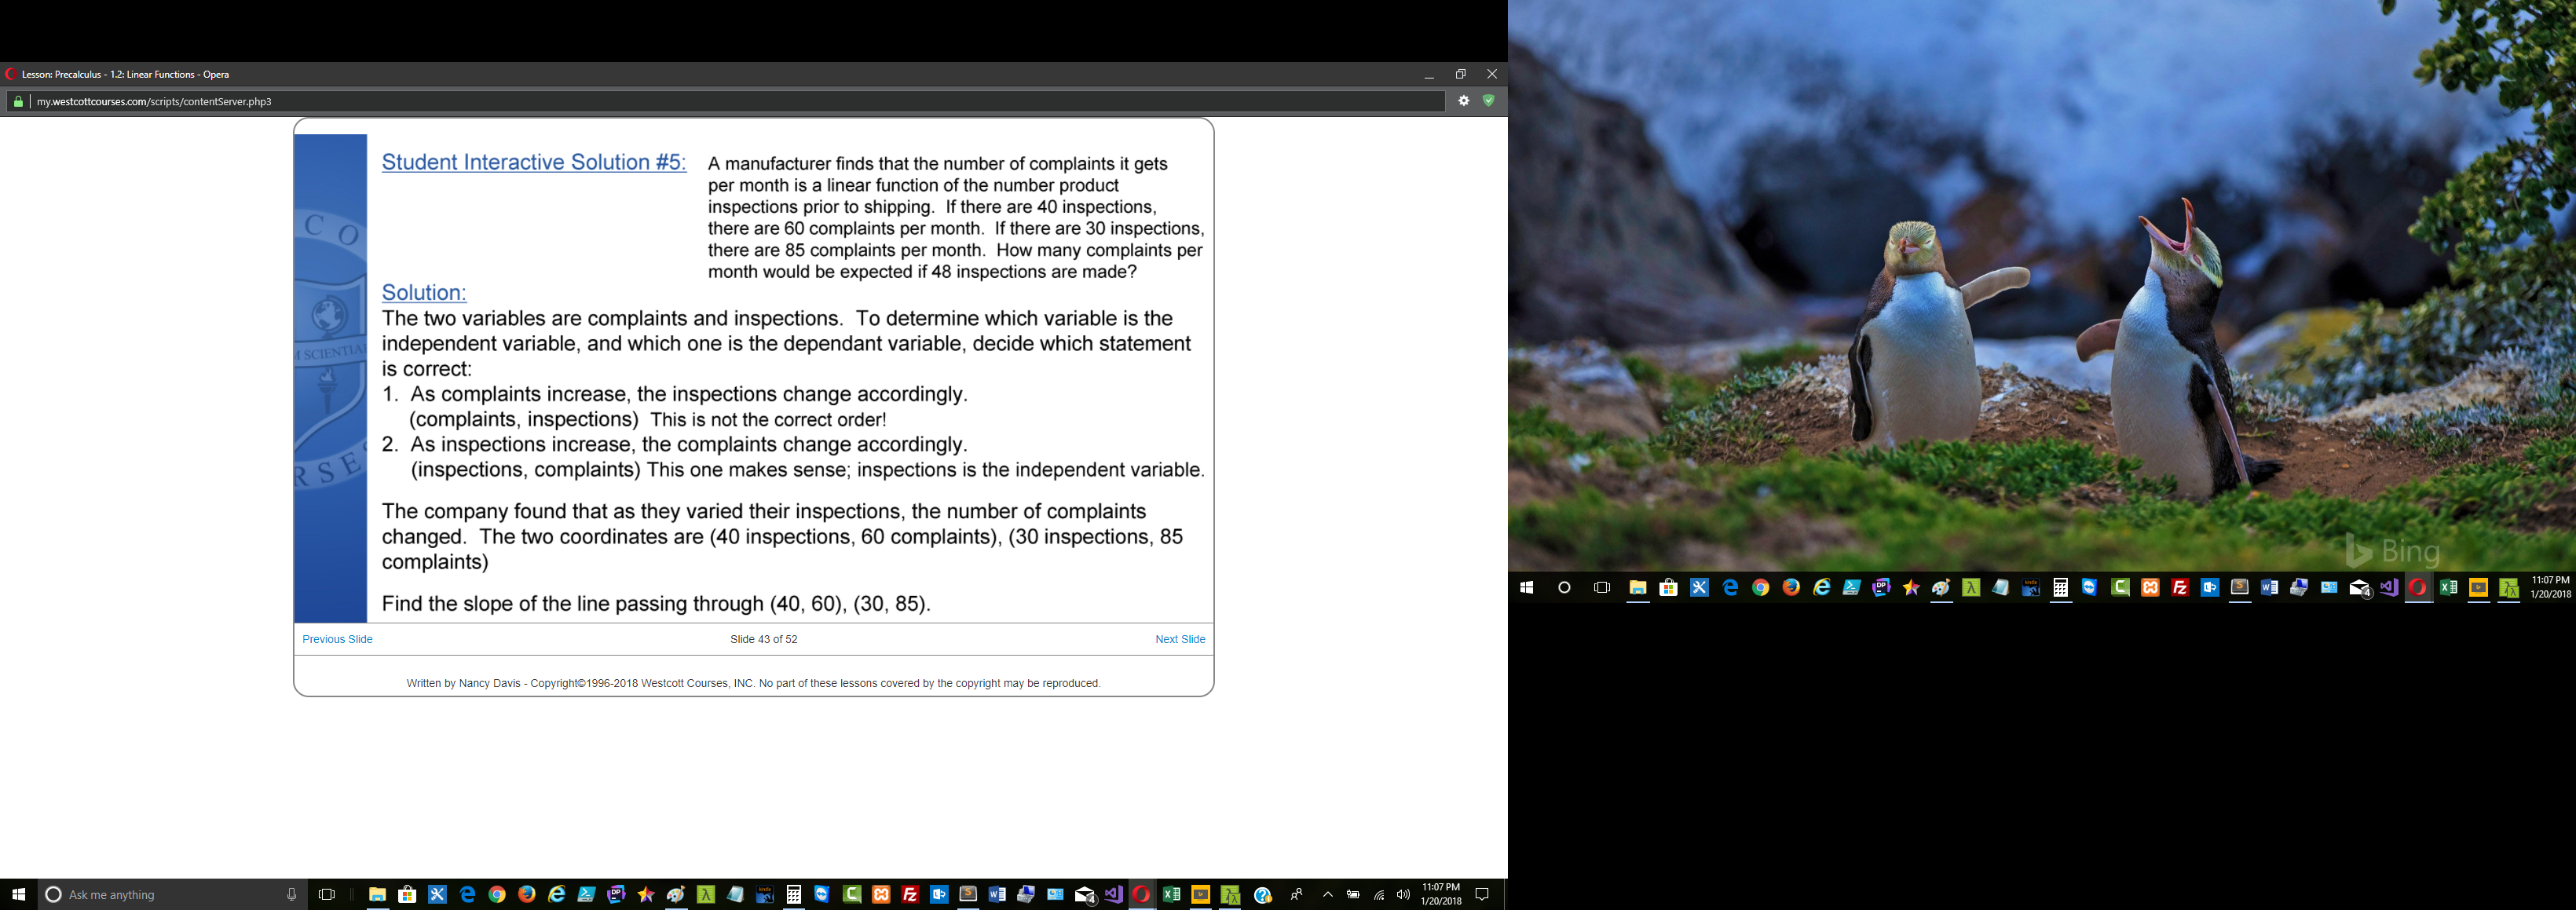 Lesson: Precalculus - 1.2: Linear Functions - Opera
my.westcottcourses.com/scripts/contentServer.php3
Student Interactive Solution #5:
A manufacturer finds that the number of complaints it gets
per month is a linear function of the number product
inspections prior to shipping. If there are 40 inspections,
there are 60 complaints per month. If there are 30 inspections,
there are 85 complaints per month. How many complaints per
month would be expected if 48 inspections are made?
Solution:
The two variables are complaints and inspections. To determine which variable is the
independent variable, and which one is the dependant variable, decide which statement
is correct:
1. As complaints increase, the inspections change accordingly.
(complaints, inspections) This is not the correct order!
2. As inspections increase, the complaints change accordingly.
(inspections, complaints) This one makes sense; inspections is the independent variable.
The company found that as they varied their inspections, the number of complaints
changed. The two coordinates are (40 inspections, 60 complaints), (30 inspections, 85
complaints)
Find the slope of the line passing through (40, 60), (30, 85).
Previous Slide
Slide 43 of 52
Next Slide
Written by Nancy Davis - Copyright©1996-2018 Westcott Courses, INC. No part of these lessons covered by the copyright may be reproduced.
Ask me anything
11:07 PM
1/20/2018
Bing
11:07 PM
1/20/2018